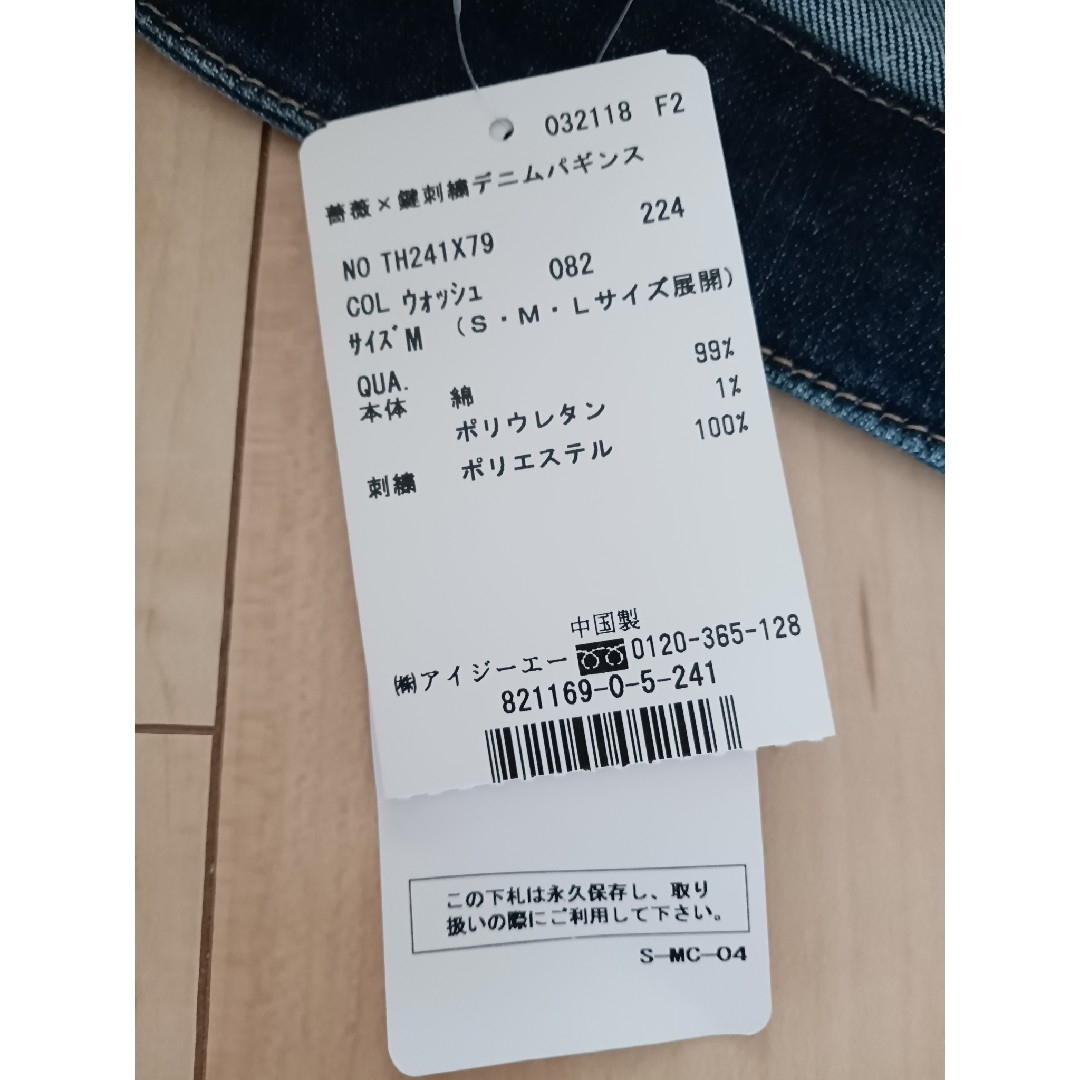 032118 F2
薔薇×鍵刺繍デニムパギンス
224
NO TH241X79
COL ウォッシュ 082
サイズ M (S・M・Lサイズ展開)
QUA.
本体 綿 99%
ポリウレタン 1%
刺繍 ポリエステル 100%
中国製
㈱アイジーエー 0120-365-128
821169-0-5-241
この下札は永久保存し、取り
扱いの際にご利用して下さい。
S-MC-04